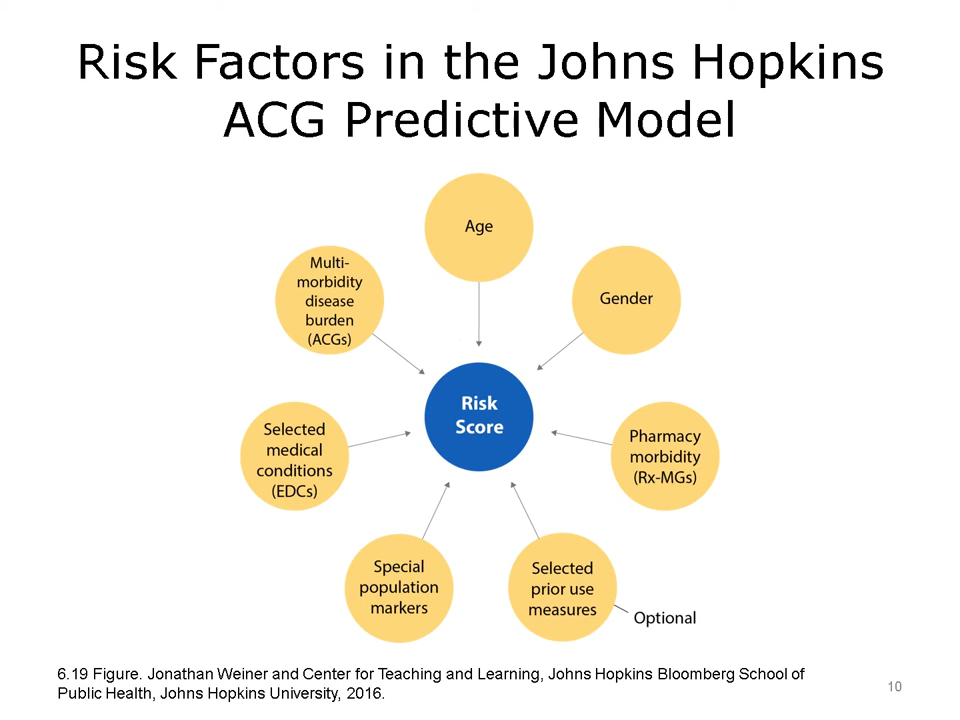 Risk Factors in the Johns Hopkins
ACG Predictive Model
Age
Gender
Pharmacy
morbidity
(Rx-MGs)
Selected
prior use
measures
Optional
Special
population
markers
Selected
medical
conditions
(EDCs)
Multi-
morbidity
disease
burden
(ACGs)
Risk
Score
6.19 Figure. Jonathan Weiner and Center for Teaching and Learning, Johns Hopkins Bloomberg School of
Public Health, Johns Hopkins University, 2016.
10